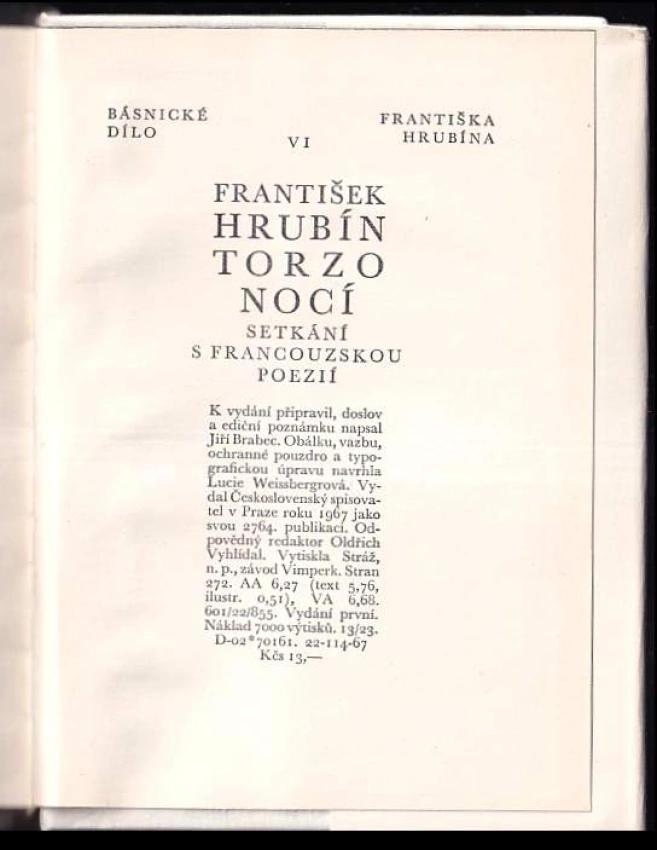 BÁSNICKÉ
DÍLO
VI
FRANTIŠKA
HRUBÍNA
FRANTIŠEK
HRUBÍN
TORZO
NOCÍ
SETKÁNÍ
S FRANCOUZSKOU
POEZIÍ
K vydání připravil, doslov
a ediční poznámku napsal
Jiří Brabec. Obálku, vazbu,
ochranné pouzdro a typo-
grafickou úpravu navrhla
Lucie Weissbergrová. Vy-
dal Československý spisova-
tel v Praze roku 1967 jako
svou 2764. publikaci. Od-
povědný redaktor Oldřich
Vyhlídal. Vytiskla Stráž,
n. p., závod Vimperk. Stran
272. AA 6,27 (text 5,76,
ilustr. 0,51), VA 6,68.
601/22/855. Vydání první.
Náklad 7000 výtisků. 13/23.
D-02*70161. 22-114-67
Kčs 13,—